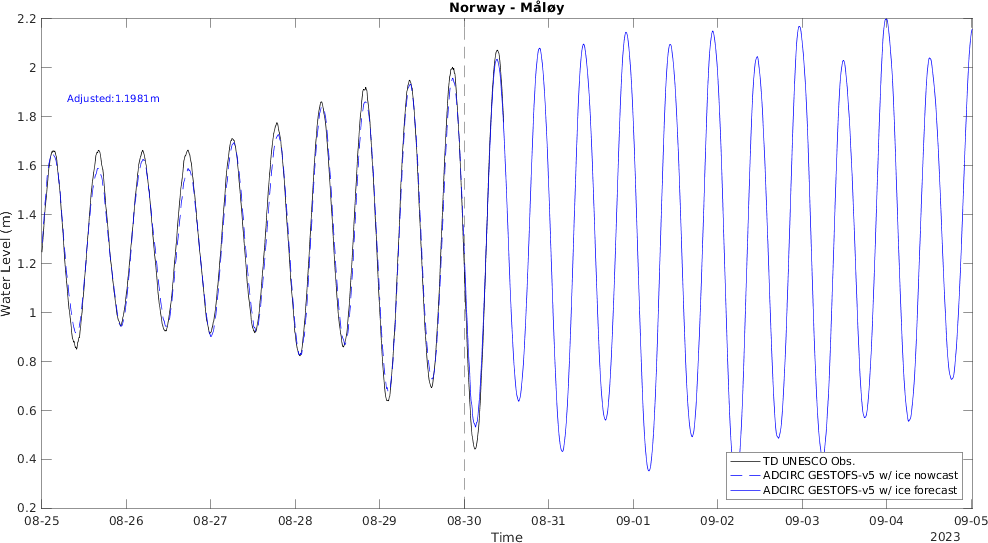 Norway - Måløy
2.2
2
1.8
1.6
1.4
1.2
1
0.8
0.6
0.4
0.2
Water Level (m)
Adjusted:1.1981m
TD UNESCO Obs.
ADCIRC GESTOFS-v5 w/ ice nowcast
ADCIRC GESTOFS-v5 w/ ice forecast
08-25 08-26 08-27 08-28 08-29 08-30 08-31 09-01 09-02 09-03 09-04 09-05
Time
2023